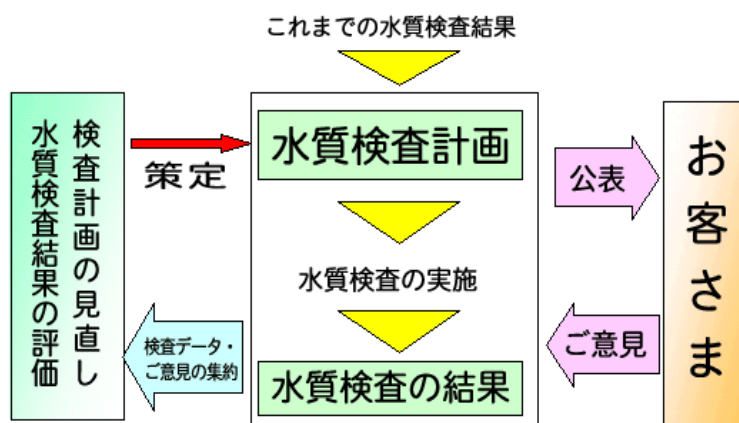 これまでの水質検査結果
検査計画の見直し
水質検査結果の評価
策定
水質検査計画
公表
お客さま
水質検査の実施
検査データ・
ご意見の集約
ご意見
水質検査の結果